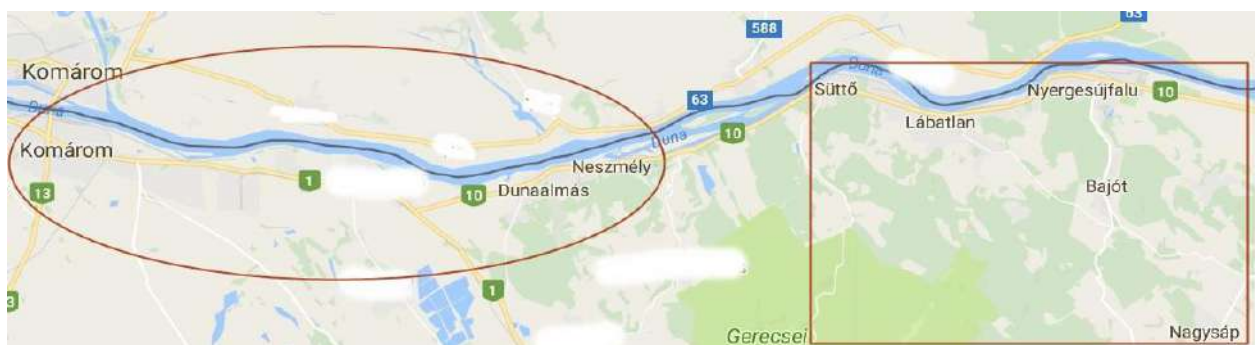 63
588
Komárom
Duna
Süttő
Nyergesújfalu
10
63
Duna
Lábatlan
Komárom
10
Duna
Neszmély
1
13
10
Dunaalmás
Bajót
1
3
Gerecsei
Nagysáp